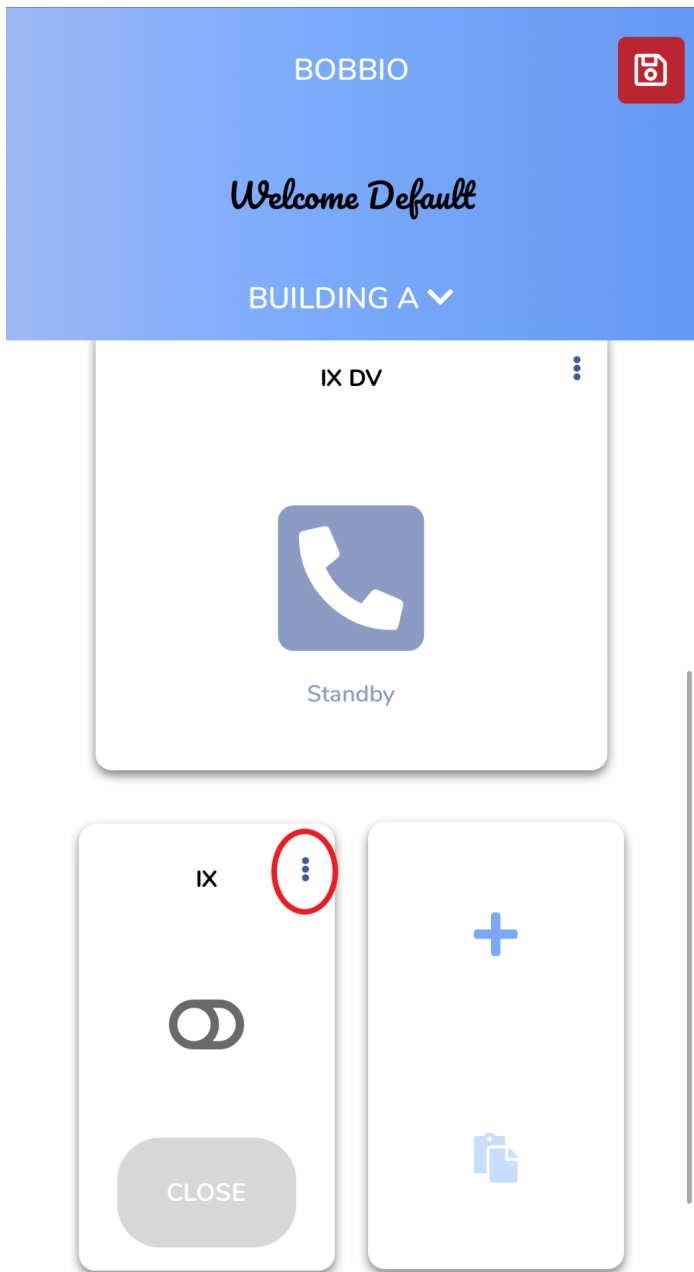 BOBBIO
Welcome Default
BUILDING A
IX DV
Standby
IX
CLOSE